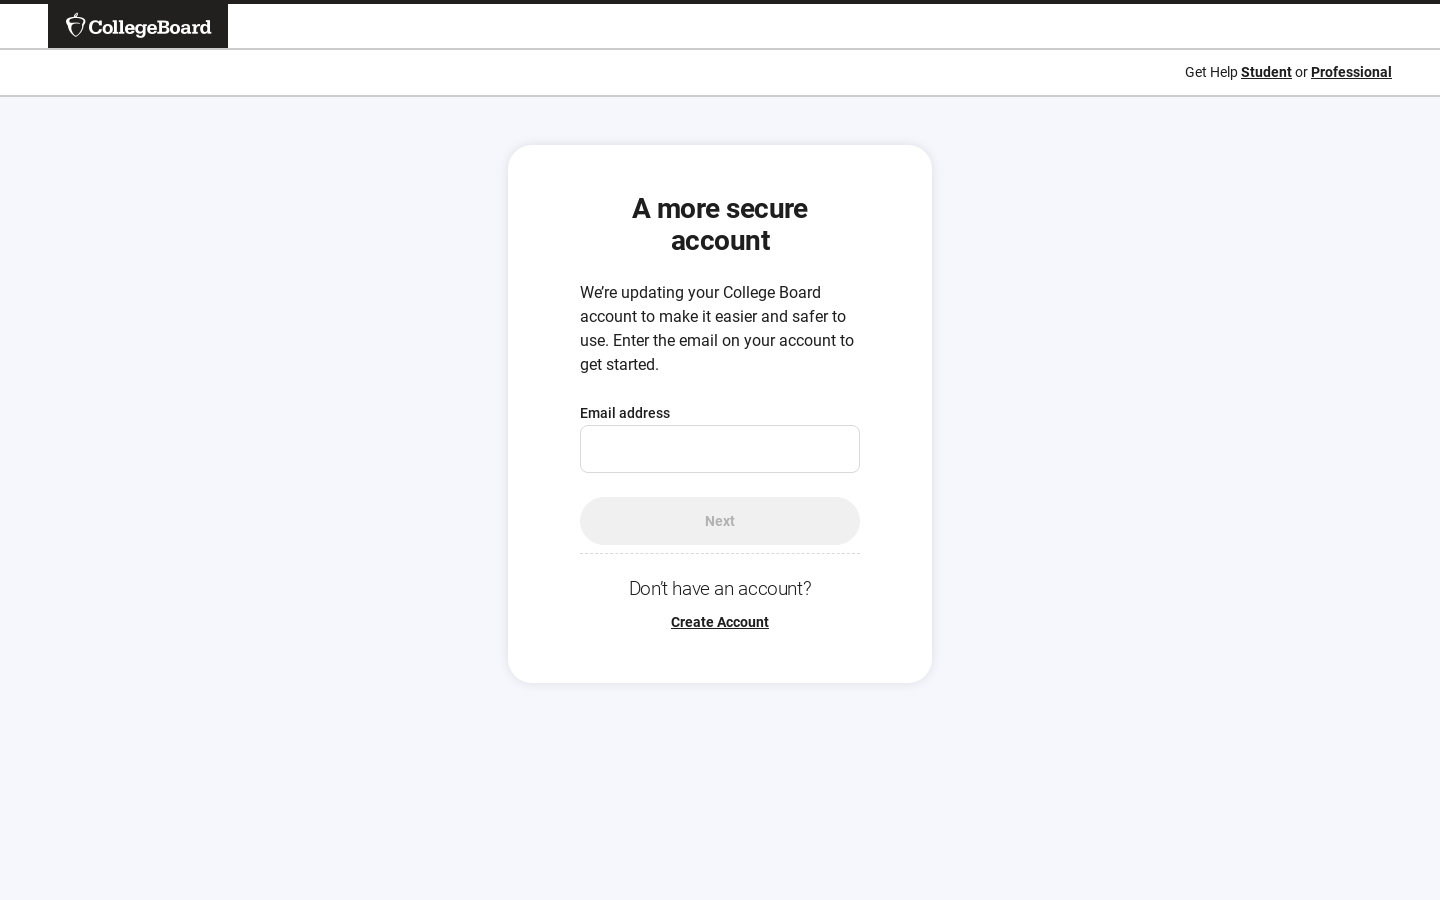 CollegeBoard
Get Help Student or Professional
A more secure
account
We’re updating your College Board
account to make it easier and safer to
use. Enter the email on your account to
get started.
Email address
Next
Don’t have an account?
Create Account